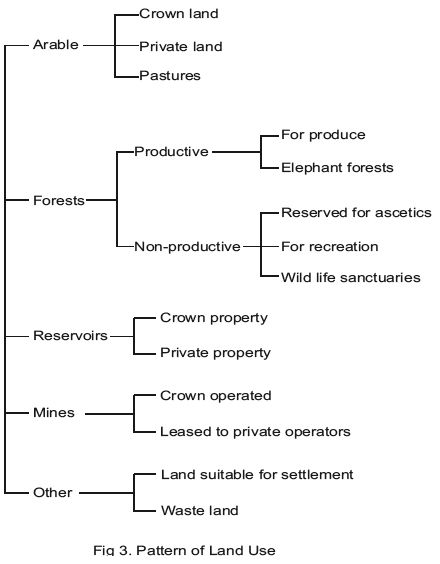 Crown land
Arable
Private land
Pastures
Productive
For produce
Elephant forests
Forests
Reserved for ascetics
Non-productive
For recreation
Wild life sanctuaries
Reservoirs
Crown property
Private property
Mines
Crown operated
Leased to private operators
Other
Land suitable for settlement
Waste land
Fig 3. Pattern of Land Use